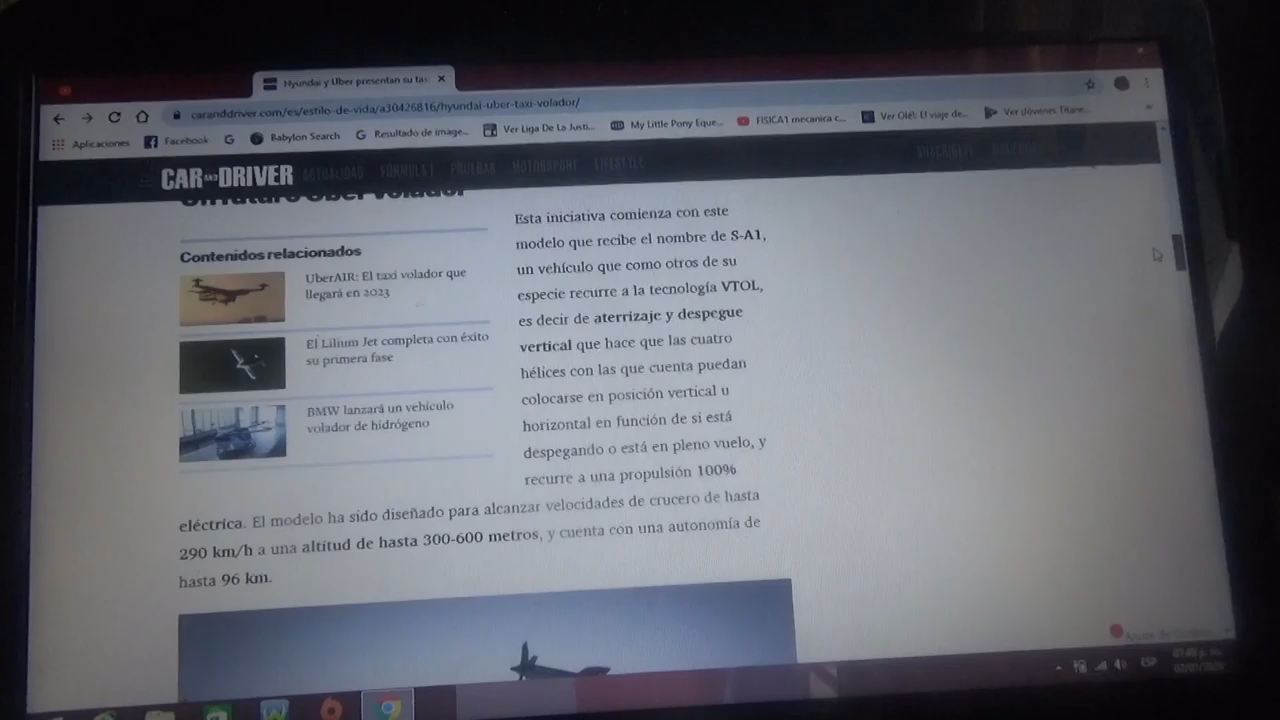 Hyundai y Uber presentan su tax
caranddriver.com/es/estilo-de-vida/a30426816/hyundai-uber-taxi-volador/
Aplicaciones
Facebook
Babylon Search
Resultado de image...
Ver Liga De La Justi...
My Little Pony Eque...
FISICA1 mecanica c...
Ver Olé!: El viaje de...
Ver Jóvenes Titane...
CAR AND DRIVER
ACTUALIDAD
FÓRMULA 1
PRUEBAS
MOTORSPORT
LIFESTYLE
Un futuro Uber volador
Contenidos relacionados
UberAIR: El taxi volador que
llegará en 2023
El Lilium Jet completa con éxito
su primera fase
BMW lanzará un vehículo
volador de hidrógeno
Esta iniciativa comienza con este
modelo que recibe el nombre de S-A1,
un vehículo que como otros de su
especie recurre a la tecnología VTOL,
es decir de aterrizaje y despegue
vertical que hace que las cuatro
hélices con las que cuenta puedan
colocarse en posición vertical u
horizontal en función de si está
despegando o está en pleno vuelo, y
recurre a una propulsión 100%
eléctrica. El modelo ha sido diseñado para alcanzar velocidades de crucero de hasta
290 km/h a una altitud de hasta 300-600 metros, y cuenta con una autonomía de
hasta 96 km.
ESP